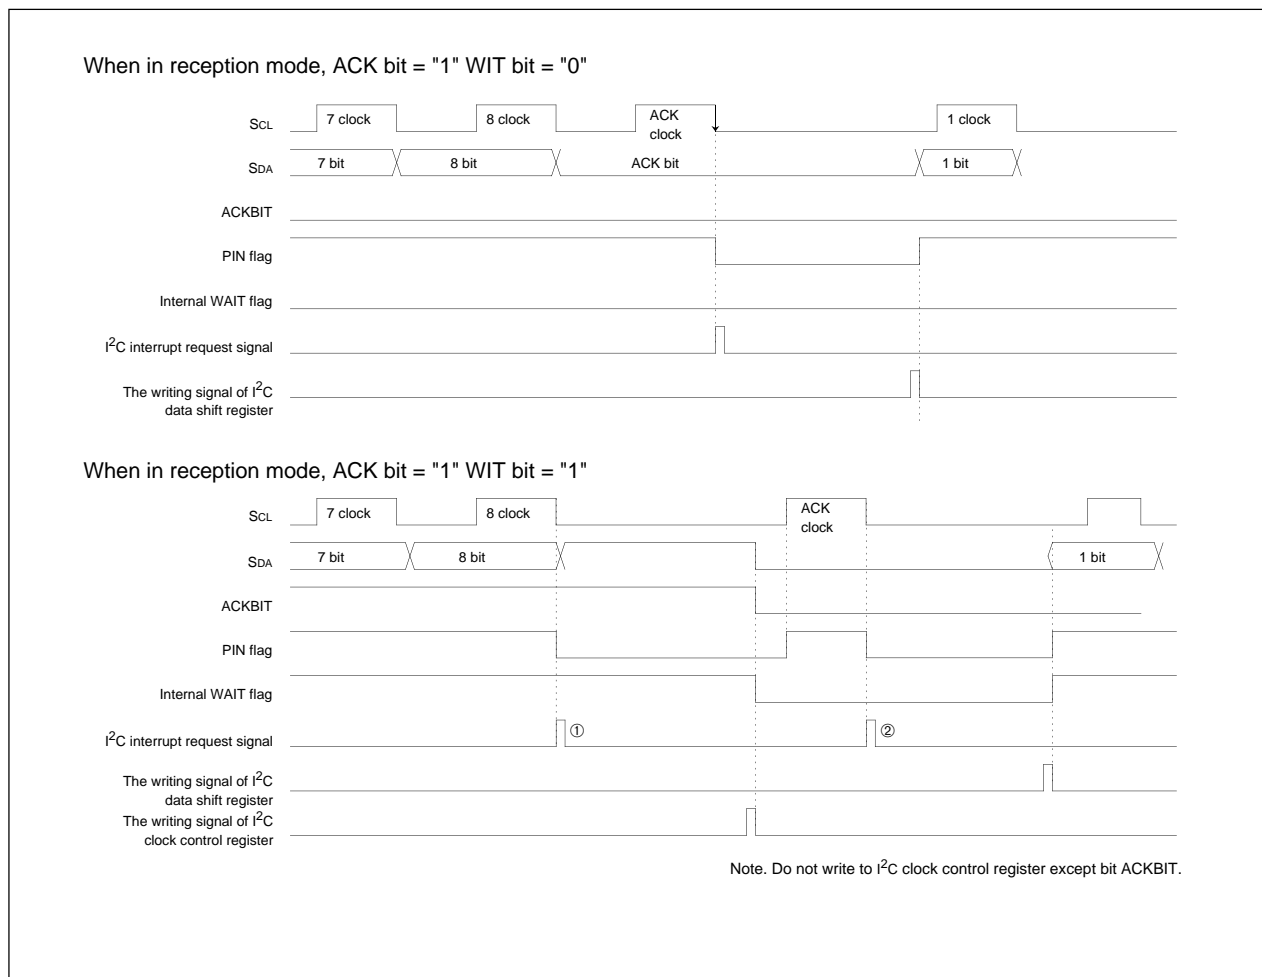 When in reception mode, ACK bit = "1" WIT bit = "0"
SCL 7 clock 8 clock ACK clock 1 clock
SDA 7 bit 8 bit ACK bit 1 bit
ACKBIT
PIN flag
Internal WAIT flag
I2C interrupt request signal
The writing signal of I2C
data shift register
When in reception mode, ACK bit = "1" WIT bit = "1"
SCL 7 clock 8 clock ACK clock
SDA 7 bit 8 bit 1 bit
ACKBIT
PIN flag
Internal WAIT flag
I2C interrupt request signal ① ②
The writing signal of I2C
data shift register
The writing signal of I2C
clock control register
Note. Do not write to I2C clock control register except bit ACKBIT.